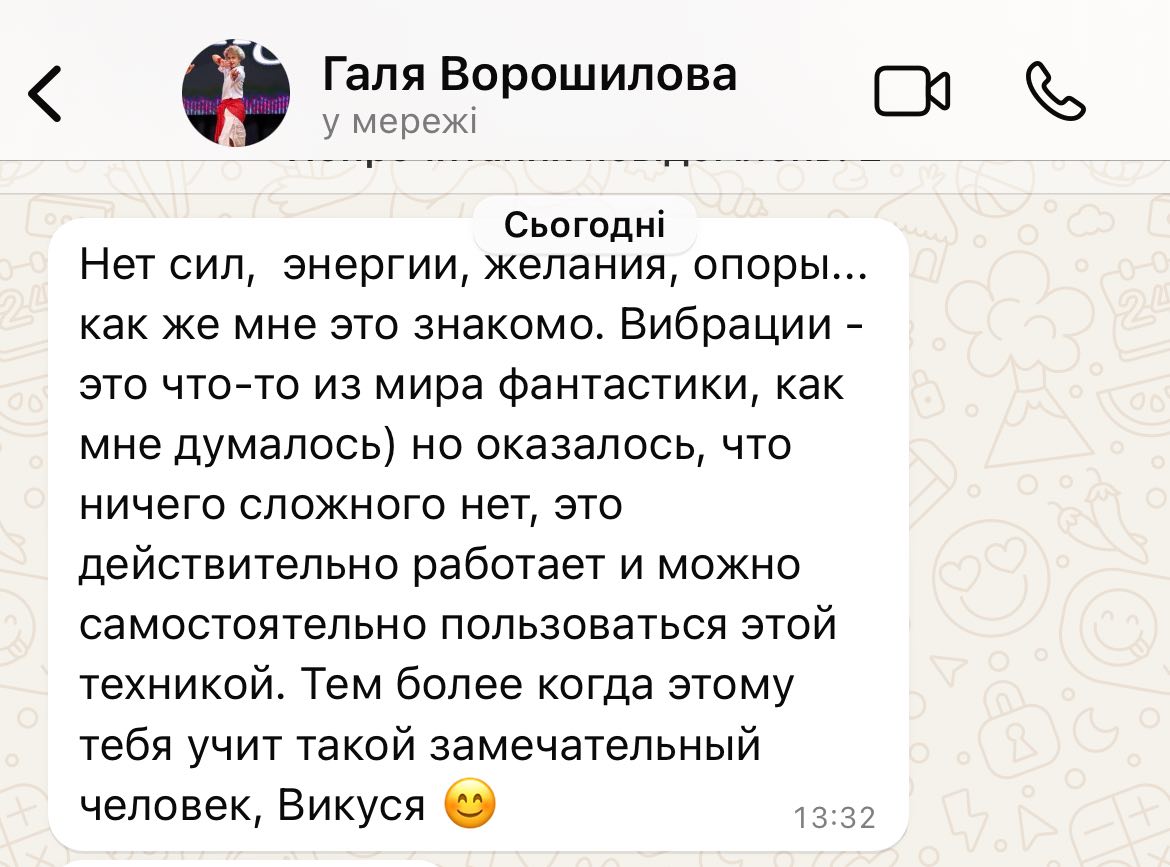 Галя Ворошилова
у мережі
Сьогодні
Нет сил,  энергии, желания, опоры...
как же мне это знакомо. Вибрации -
это что-то из мира фантастики, как
мне думалось) но оказалось, что
ничего сложного нет, это
действительно работает и можно
самостоятельно пользоваться этой
техникой. Тем более когда этому
тебя учит такой замечательный
человек, Викуся 😊
13:32